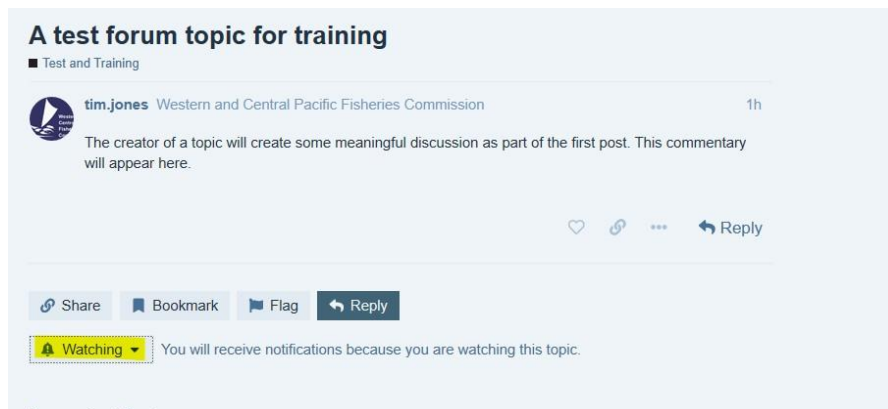 A test forum topic for training
Test and Training
tim.jones Western and Central Pacific Fisheries Commission 1h
The creator of a topic will create some meaningful discussion as part of the first post. This commentary
will appear here.
Reply
Share Bookmark Flag Reply
Watching You will receive notifications because you are watching this topic.